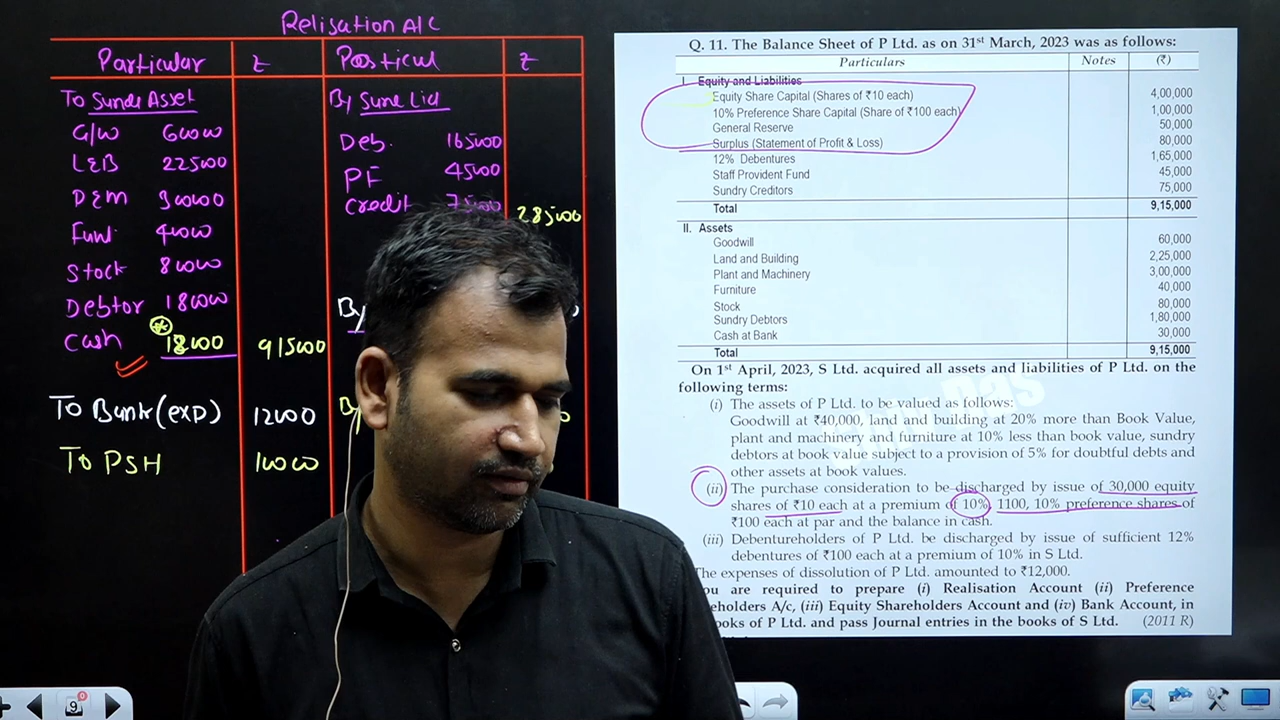 Relisation A/C
Particular ₹ Posticul ₹
To Sunds Asset By Sune Lid
G/W 60000
L&B 225000 Deb. 165000
P&M 300000 PF 45000
Furni 40000 Credit 75000 285000
Stock 80000
Debtor 180000 By
Cash 18000 915000
To Bank (exp) 12000
To PSH 10000
Q. 11. The Balance Sheet of P Ltd. as on 31st March, 2023 was as follows:
Particulars Notes (₹)
I. Equity and Liabilities
Equity Share Capital (Shares of ₹10 each) 4,00,000
10% Preference Share Capital (Share of ₹100 each) 1,00,000
General Reserve 50,000
Surplus (Statement of Profit & Loss) 80,000
12% Debentures 1,65,000
Staff Provident Fund 45,000
Sundry Creditors 75,000
Total 9,15,000
II. Assets
Goodwill 60,000
Land and Building 2,25,000
Plant and Machinery 3,00,000
Furniture 40,000
Stock 80,000
Sundry Debtors 1,80,000
Cash at Bank 30,000
Total 9,15,000
On 1st April, 2023, S Ltd. acquired all assets and liabilities of P Ltd. on the
following terms:
(i) The assets of P Ltd. to be valued as follows:
Goodwill at ₹40,000, land and building at 20% more than Book Value,
plant and machinery and furniture at 10% less than book value, sundry
debtors at book value subject to a provision of 5% for doubtful debts and
other assets at book values.
(ii) The purchase consideration to be discharged by issue of 30,000 equity
shares of ₹10 each at a premium of 10%, 1100, 10% preference shares of
₹100 each at par and the balance in cash.
(iii) Debentureholders of P Ltd. be discharged by issue of sufficient 12%
debentures of ₹100 each at a premium of 10% in S Ltd.
The expenses of dissolution of P Ltd. amounted to ₹12,000.
You are required to prepare (i) Realisation Account (ii) Preference
A/c, (iii) Equity Shareholders Account and (iv) Bank Account, in
books of P Ltd. and pass Journal entries in the books of S Ltd. (2011 R)
9
0